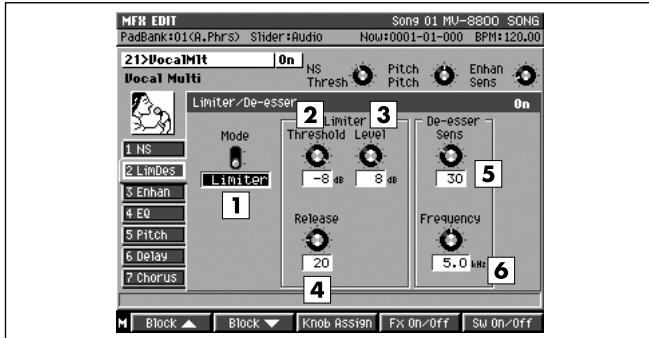 MFX EDIT Song 01 MV-8800 SONG
PadBank:01(A.Phrs) Slider:Audio Now:0001-01-000 BPM:120.00
21>VocalMlt On
Vocal Multi
NS Thresh Pitch Pitch Enhan Sens
Limiter/De-esser On
2 Limiter 3 De-esser
Mode Threshold Level Sens
Limiter -8 dB 8 dB 30 5
1
Release Frequency
20 5.0 kHz 6
4
1 NS
2 LimDes
3 Enhan
4 EQ
5 Pitch
6 Delay
7 Chorus
M Block ▲ Block ▼ Knob Assign Fx On/Off Sw On/Off